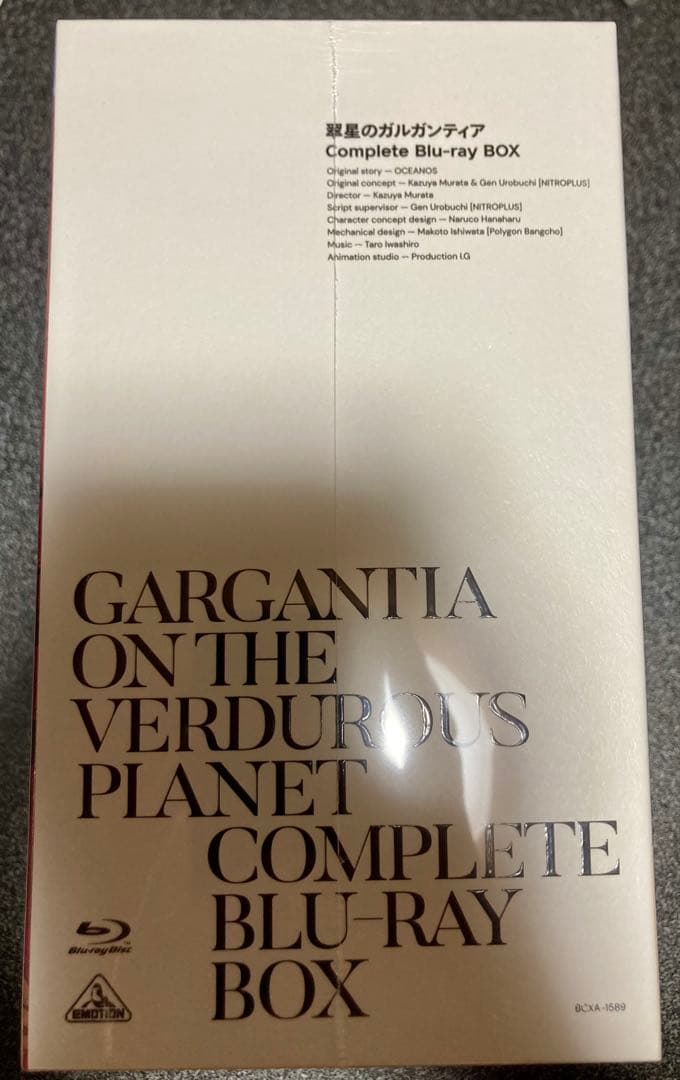 翠星のガルガンティア
Complete Blu-ray BOX
Original story — OCEANOS
Original concept — Kazuya Murata & Gen Urobuchi [NITROPLUS]
Director — Kazuya Murata
Script supervisor — Gen Urobuchi [NITROPLUS]
Character concept design — Naruco Hanaharu
Mechanical design — Makoto Ishiwata [Polygon Bangcho]
Music — Taro Iwashiro
Animation studio — Production I.G
GARGANTIA
ON THE
VERDUROUS
PLANET
COMPLETE
BLU-RAY
BOX
Blu-ray Disc™
EMOTION
BCXA-1589